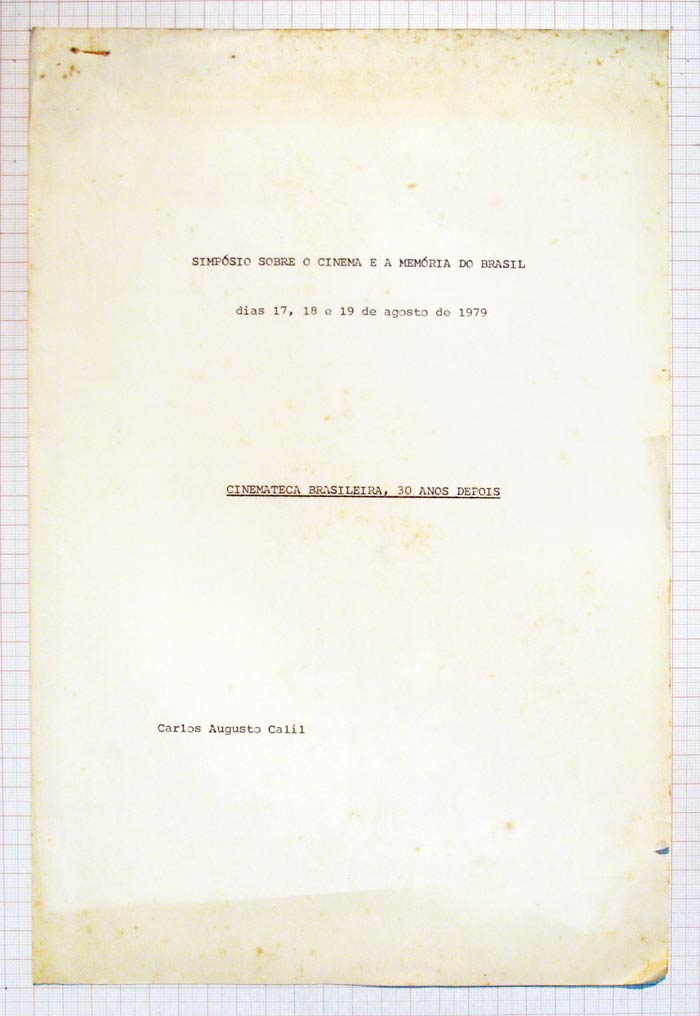 SIMPÓSIO SOBRE O CINEMA E A MEMÓRIA DO BRASIL
dias 17, 18 e 19 de agosto de 1979
CINEMATECA BRASILEIRA, 30 ANOS DEPOIS
Carlos Augusto Calil